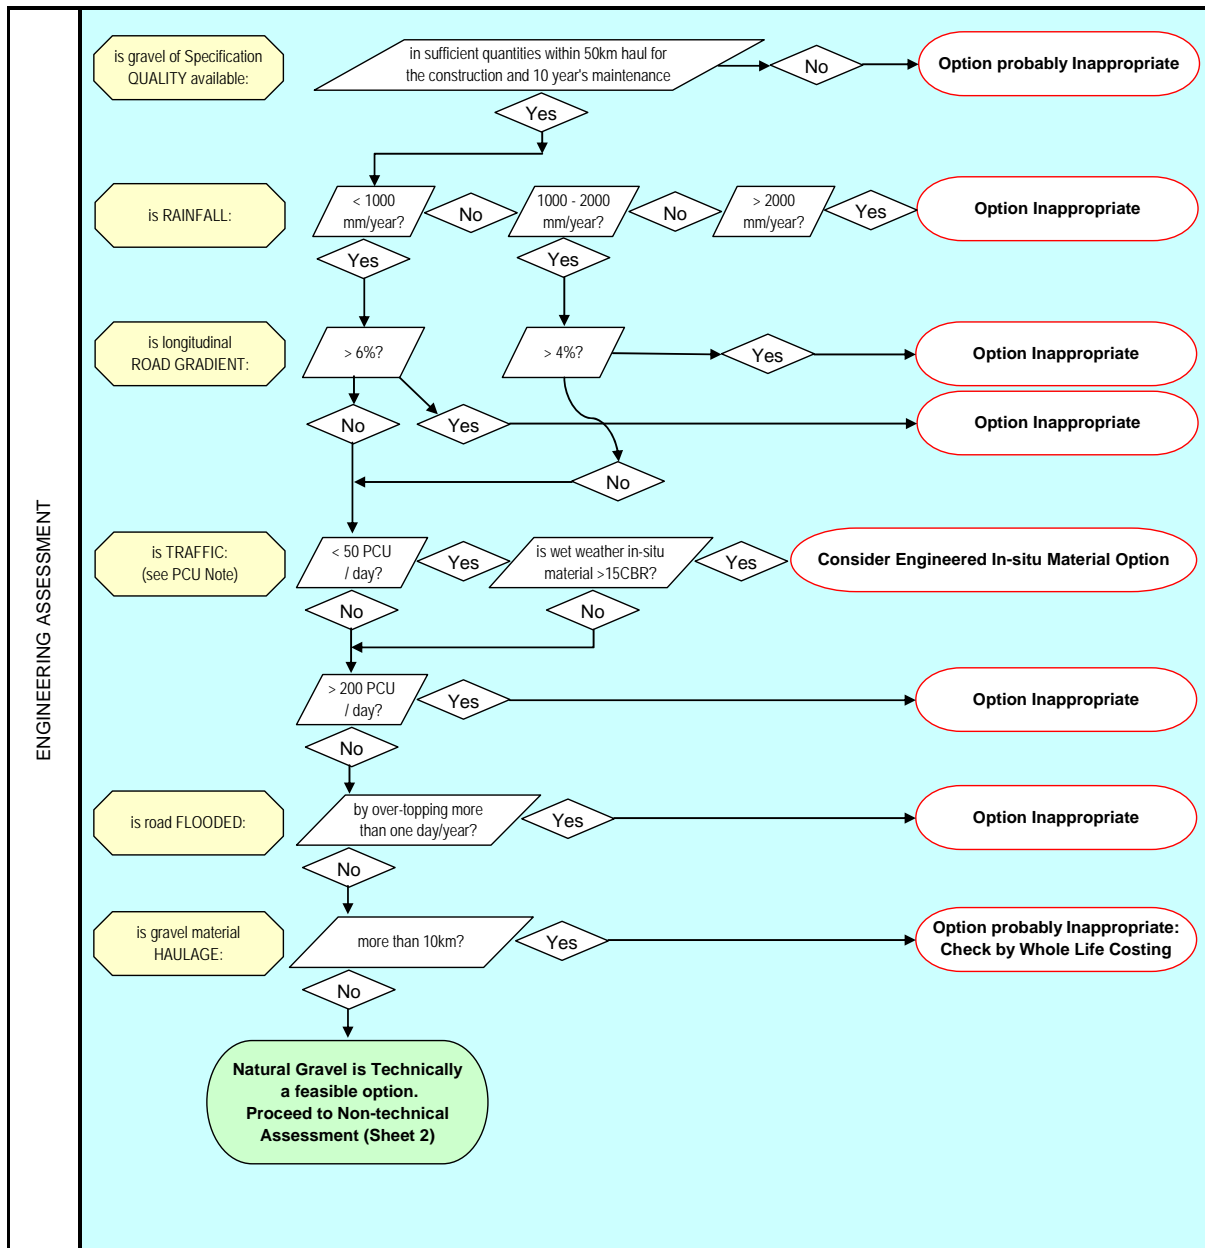 ENGINEERING ASSESSMENT
is gravel of Specification
QUALITY available:
in sufficient quantities within 50km haul for
the construction and 10 year's maintenance
No
Option probably Inappropriate
Yes
is RAINFALL:
< 1000
mm/year?
No
1000 - 2000
mm/year?
No
> 2000
mm/year?
Yes
Option Inappropriate
Yes
Yes
is longitudinal
ROAD GRADIENT:
> 6%?
> 4%?
Yes
Option Inappropriate
No
Yes
Option Inappropriate
No
is TRAFFIC:
(see PCU Note)
< 50 PCU
/ day?
Yes
is wet weather in-situ
material >15CBR?
Yes
Consider Engineered In-situ Material Option
No
No
> 200 PCU
/ day?
Yes
Option Inappropriate
No
is road FLOODED:
by over-topping more
than one day/year?
Yes
Option Inappropriate
No
is gravel material
HAULAGE:
more than 10km?
Yes
Option probably Inappropriate:
Check by Whole Life Costing
No
Natural Gravel is Technically
a feasible option.
Proceed to Non-technical
Assessment (Sheet 2)